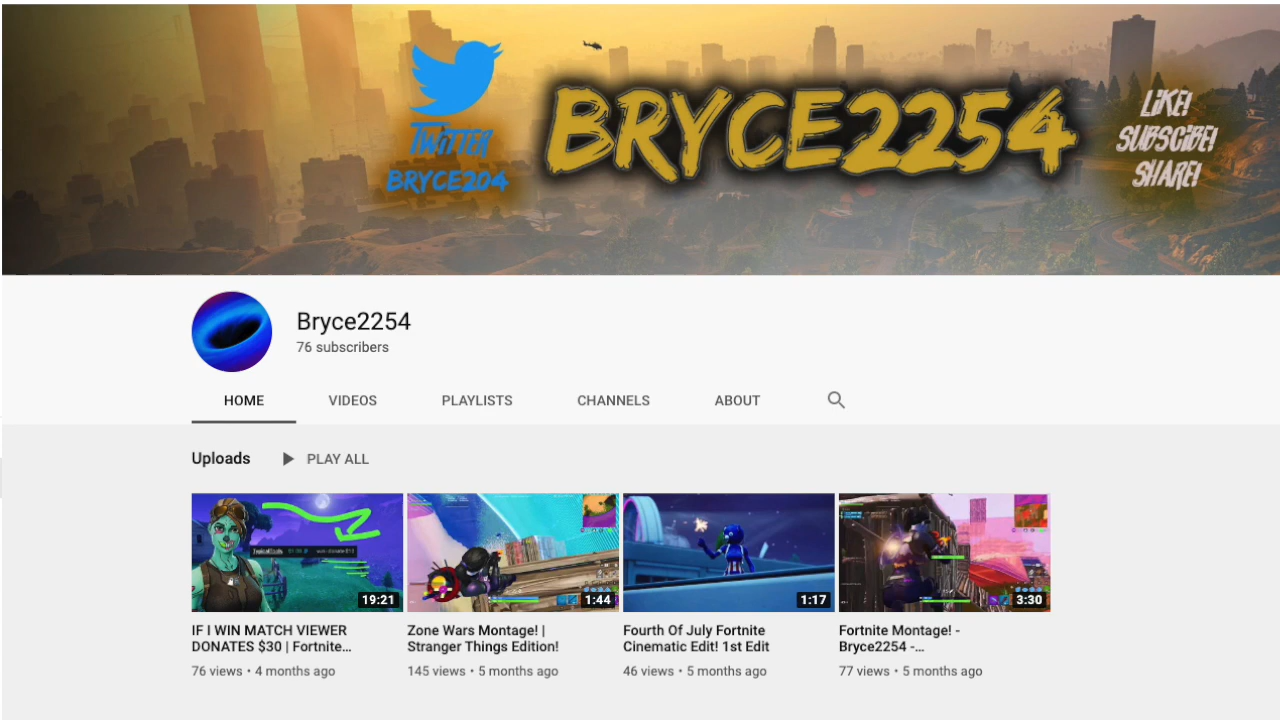 TWITTER
BRYCE204
BRYCE2254
LIKE!
SUBSCIBE!
SHARE!
Bryce2254
76 subscribers
HOME
VIDEOS
PLAYLISTS
CHANNELS
ABOUT
Uploads
PLAY ALL
19:21
IF I WIN MATCH VIEWER
DONATES $30 | Fortnite...
76 views • 4 months ago
1:44
Zone Wars Montage! |
Stranger Things Edition!
145 views • 5 months ago
1:17
Fourth Of July Fortnite
Cinematic Edit! 1st Edit
46 views • 5 months ago
3:30
Fortnite Montage! -
Bryce2254 -...
77 views • 5 months ago